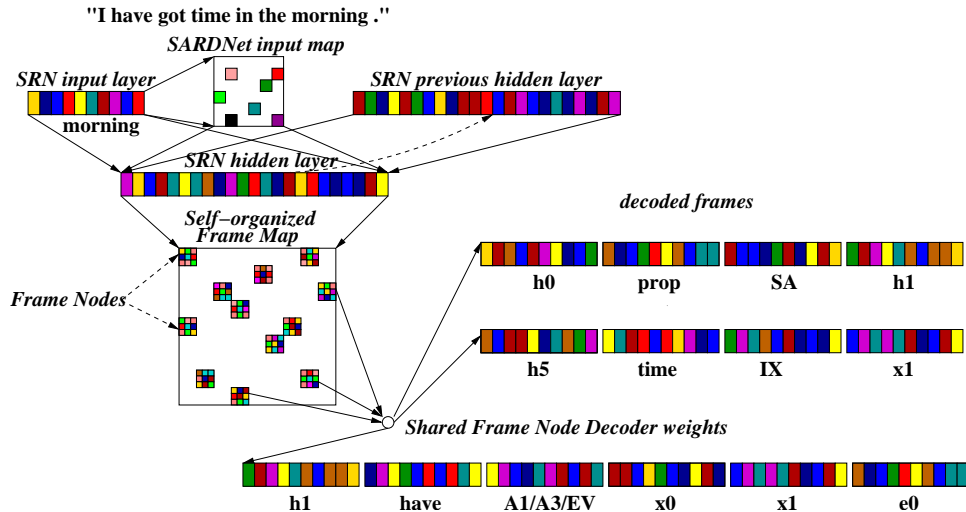 "I have got time in the morning ."
SARDNet input map
SRN input layer
SRN previous hidden layer
morning
SRN hidden layer
Self-organized
Frame Map
decoded frames
Frame Nodes
h0 prop SA h1
h5 time IX x1
Shared Frame Node Decoder weights
h1 have A1/A3/EV x0 x1 e0